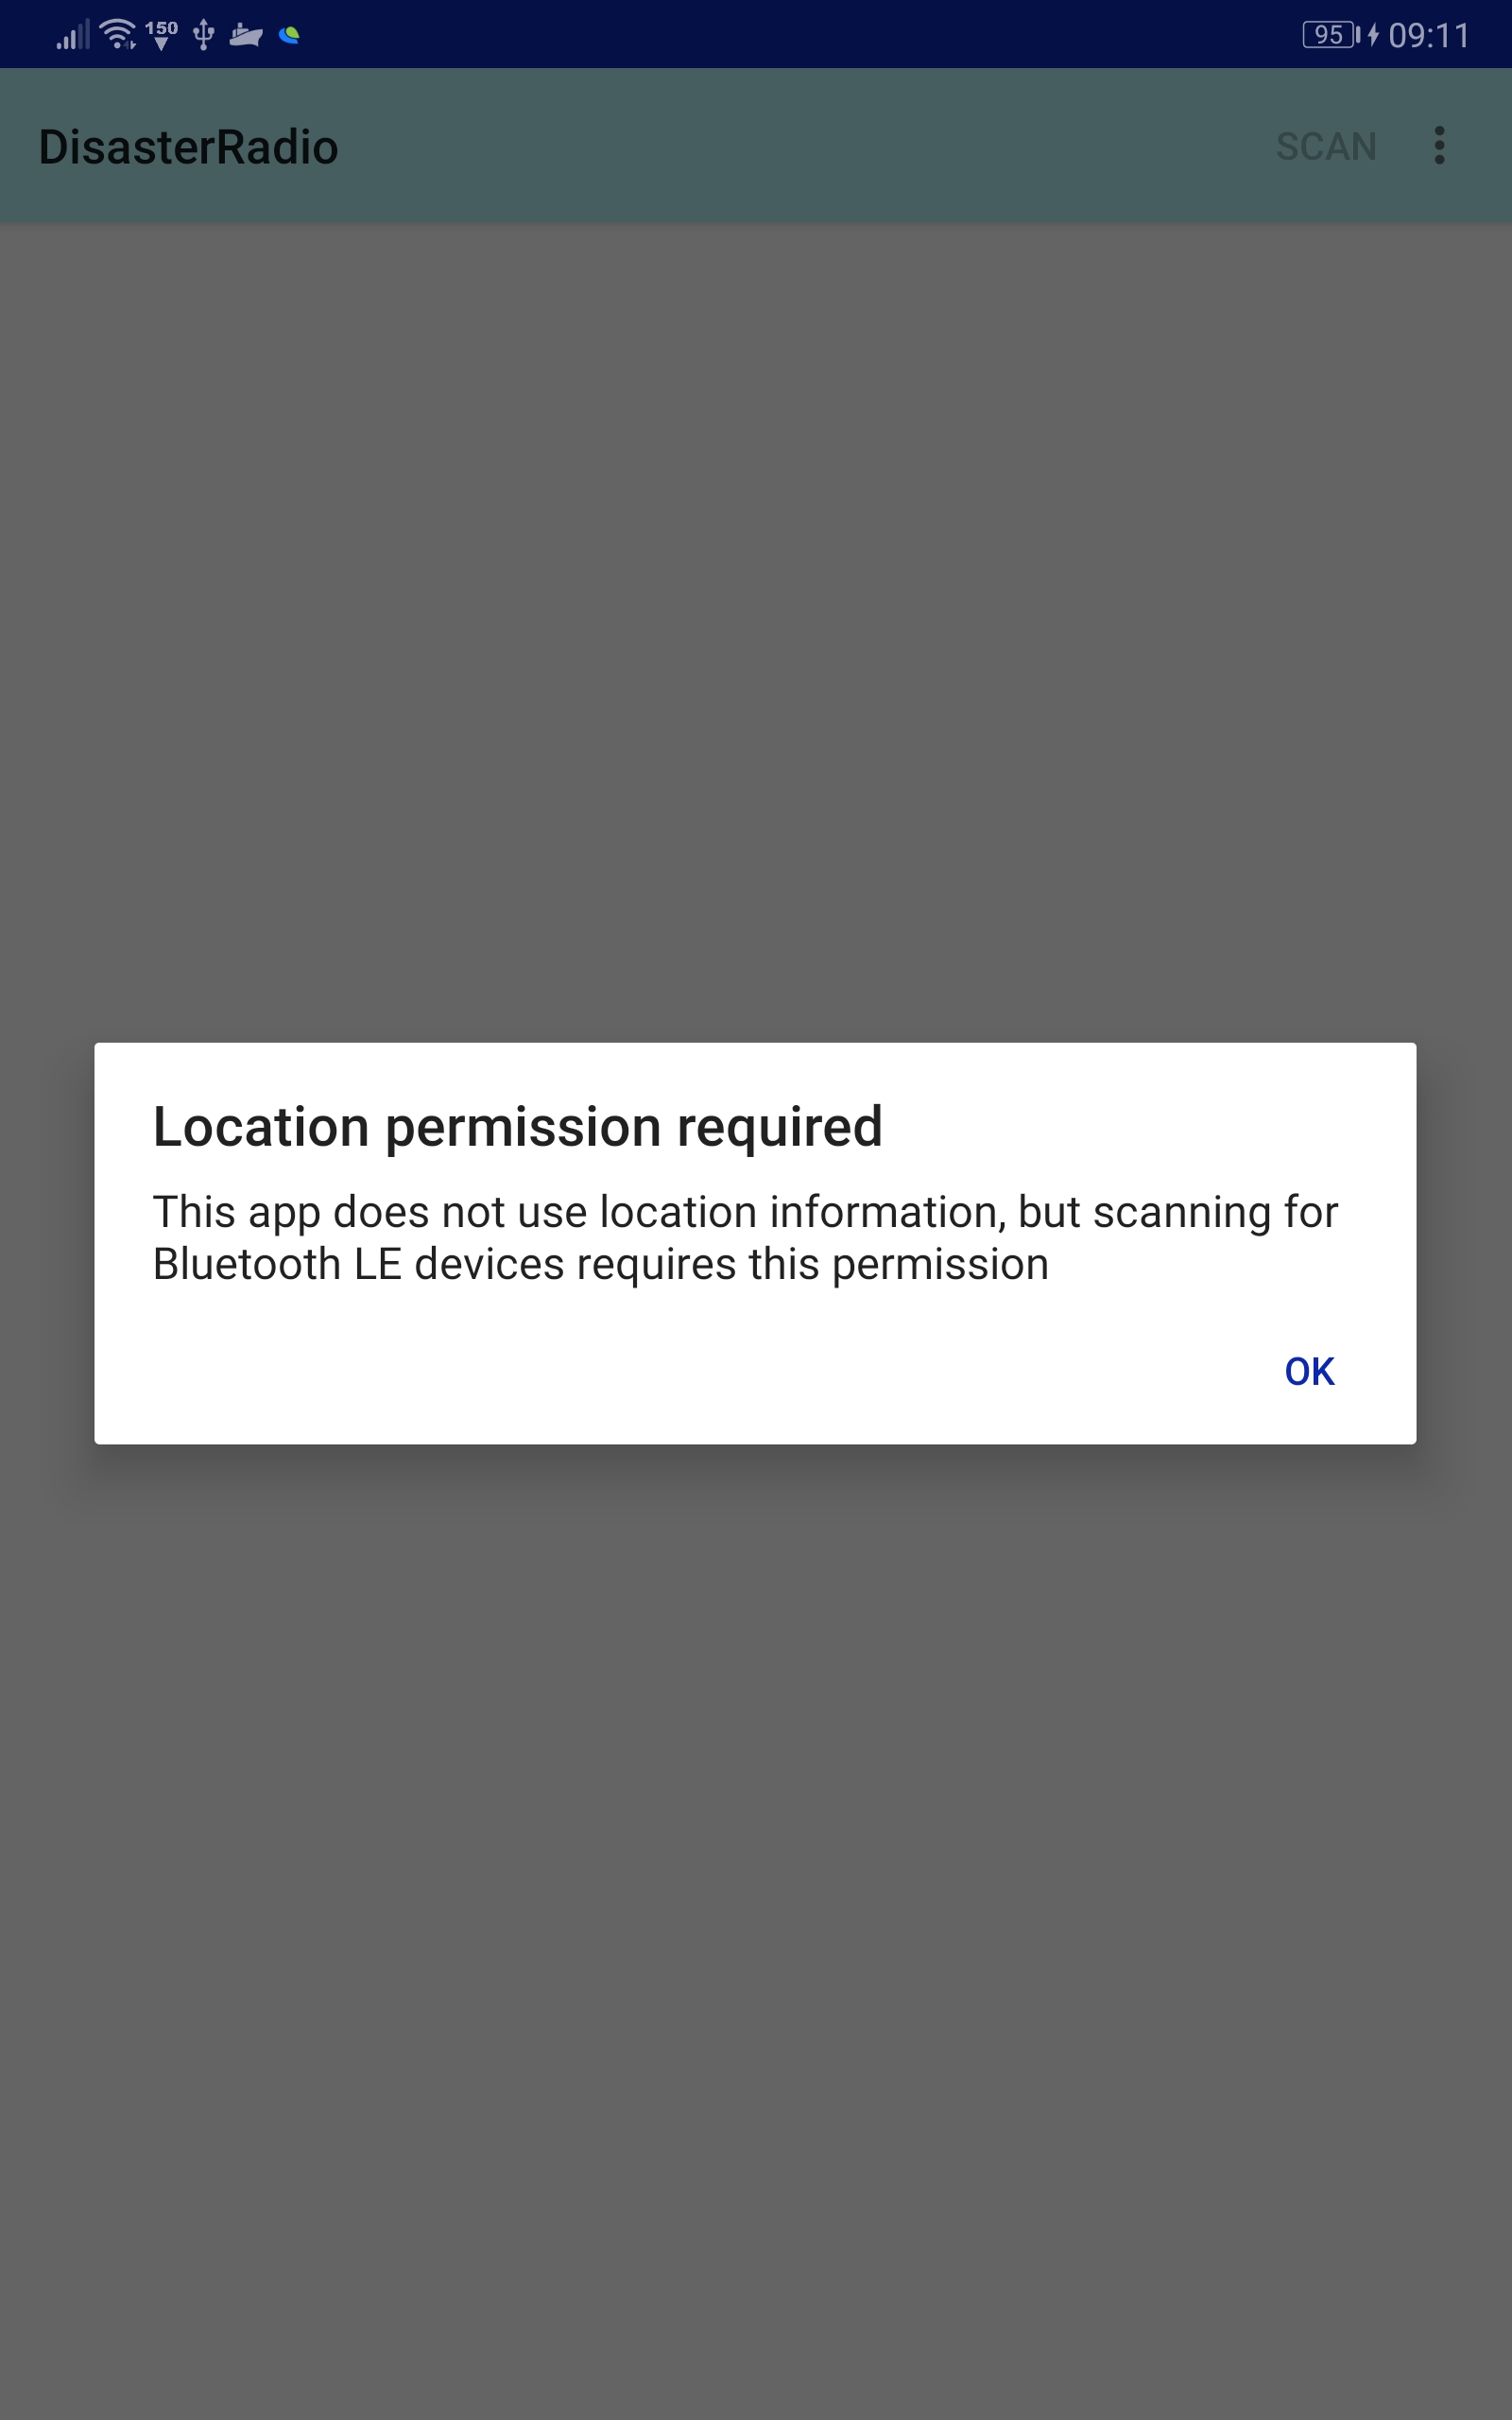 150
95
09:11
DisasterRadio
SCAN
Location permission required
This app does not use location information, but scanning for
Bluetooth LE devices requires this permission
OK